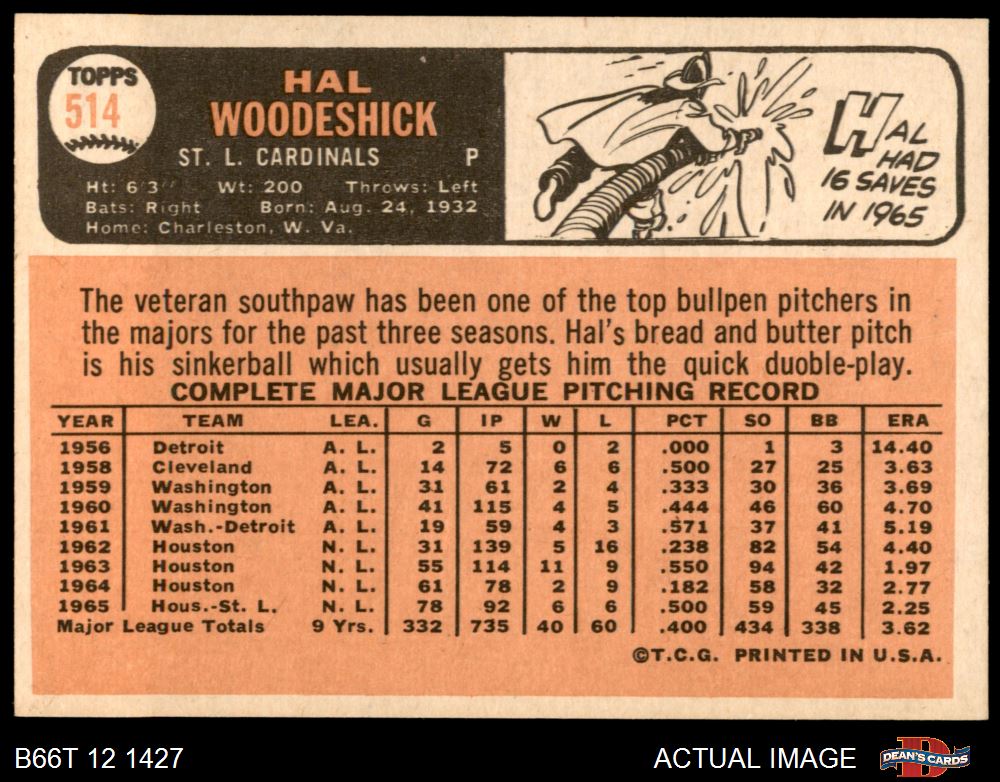 TOPPS
514
HAL
WOODESHICK
ST. L. CARDINALS P
Ht: 6'3" Wt: 200 Throws: Left
Bats: Right Born: Aug. 24, 1932
Home: Charleston, W. Va.
HAL
HAD
16 SAVES
IN 1965
The veteran southpaw has been one of the top bullpen pitchers in
the majors for the past three seasons. Hal's bread and butter pitch
is his sinkerball which usually gets him the quick duoble-play.
COMPLETE MAJOR LEAGUE PITCHING RECORD
YEAR TEAM LEA. G IP W L PCT SO BB ERA
1956 Detroit A. L. 2 5 0 2 .000 1 3 14.40
1958 Cleveland A. L. 14 72 6 6 .500 27 25 3.63
1959 Washington A. L. 31 61 2 4 .333 30 36 3.69
1960 Washington A. L. 41 115 4 5 .444 46 60 4.70
1961 Wash.-Detroit A. L. 19 59 4 3 .571 37 41 5.19
1962 Houston N. L. 31 139 5 16 .238 82 54 4.40
1963 Houston N. L. 55 114 11 9 .550 94 42 1.97
1964 Houston N. L. 61 78 2 9 .182 58 32 2.77
1965 Hous.-St. L. N. L. 78 92 6 6 .500 59 45 2.25
Major League Totals 9 Yrs. 332 735 40 60 .400 434 338 3.62
©T.C.G. PRINTED IN U.S.A.
B66T 12 1427 ACTUAL IMAGE DEAN'S CARDS